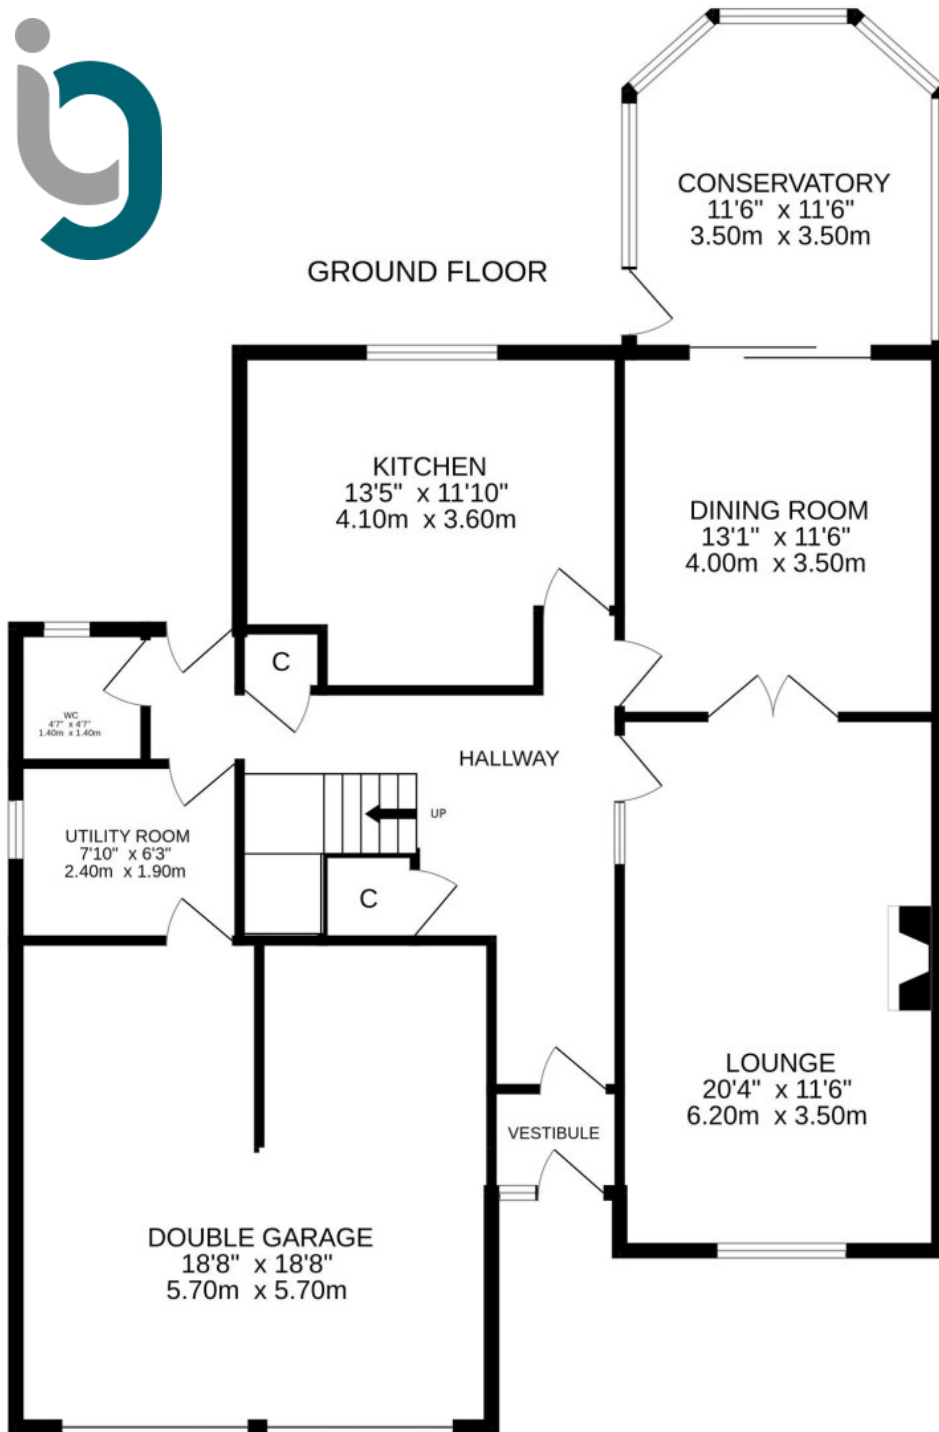 CONSERVATORY
11'6" x 11'6"
3.50m x 3.50m
GROUND FLOOR
KITCHEN
13'5" x 11'10"
4.10m x 3.60m
DINING ROOM
13'1" x 11'6"
4.00m x 3.50m
C
WC
4'7" x 4'7"
1.40m x 1.40m
HALLWAY
UP
UTILITY ROOM
7'10" x 6'3"
2.40m x 1.90m
C
LOUNGE
20'4" x 11'6"
6.20m x 3.50m
VESTIBULE
DOUBLE GARAGE
18'8" x 18'8"
5.70m x 5.70m